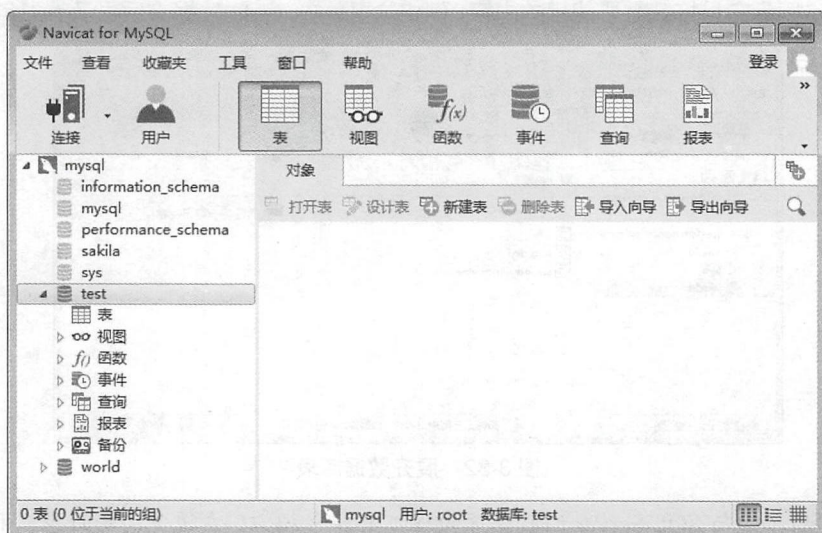 Navicat for MySQL
文件 查看 收藏夹 工具 窗口 帮助 登录
连接 用户 表 视图 f(x) 函数 事件 查询 报表
mysql
information_schema
mysql
performance_schema
sakila
sys
test
表
视图
f() 函数
事件
查询
报表
备份
world
对象
打开表 设计表 新建表 删除表 导入向导 导出向导
0 表 (0 位于当前的组) mysql 用户: root 数据库: test